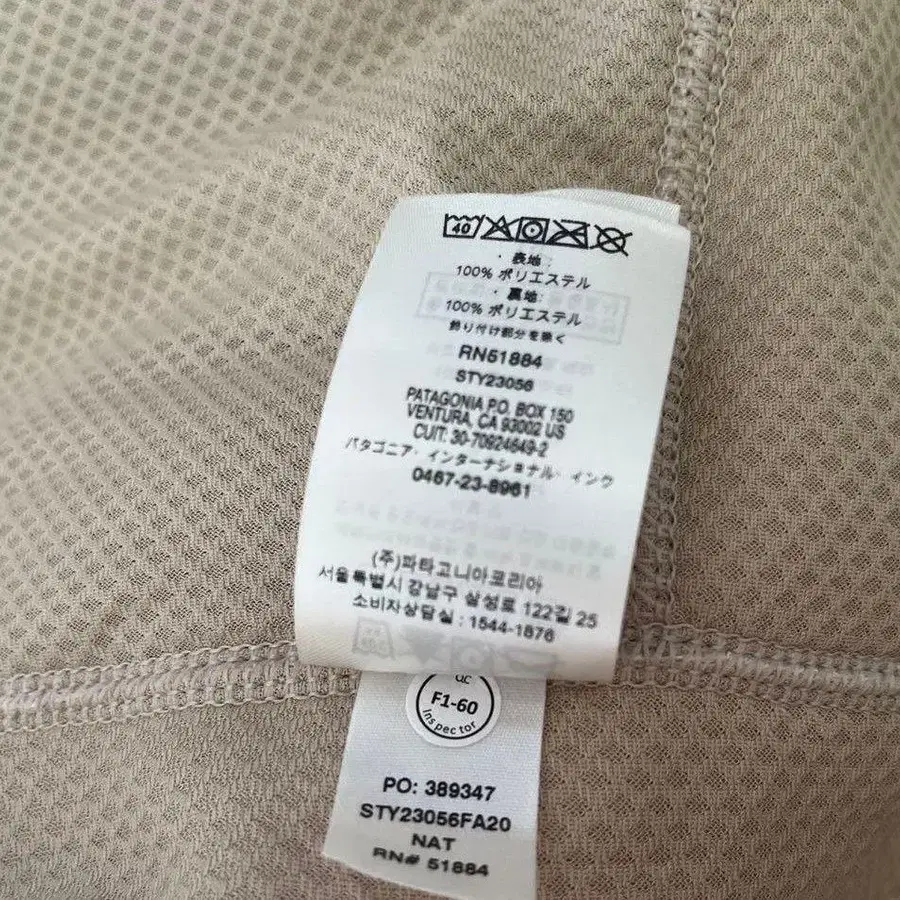 40
・表地:
100% ポリエステル
・裏地:
100% ポリエステル
飾り付け部分を除く
RN51884
STY23056
PATAGONIA P.O. BOX 150
VENTURA, CA 93002 US
CUIT: 30-70924649-2
パタゴニア・インターナショナル・インク
0467-23-8961
(주)파타고니아코리아
서울특별시 강남구 삼성로 122길 25
소비자상담실 : 1544-1876
QC
F1-60
Inspector
PO: 389347
STY23056FA20
NAT
RN# 51884